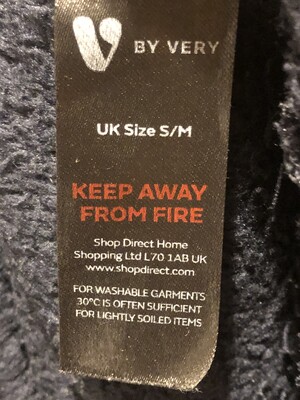 V BY VERY
UK Size S/M
KEEP AWAY
FROM FIRE
Shop Direct Home
Shopping Ltd L70 1AB UK
www.shopdirect.com
FOR WASHABLE GARMENTS
30°C IS OFTEN SUFFICIENT
FOR LIGHTLY SOILED ITEMS